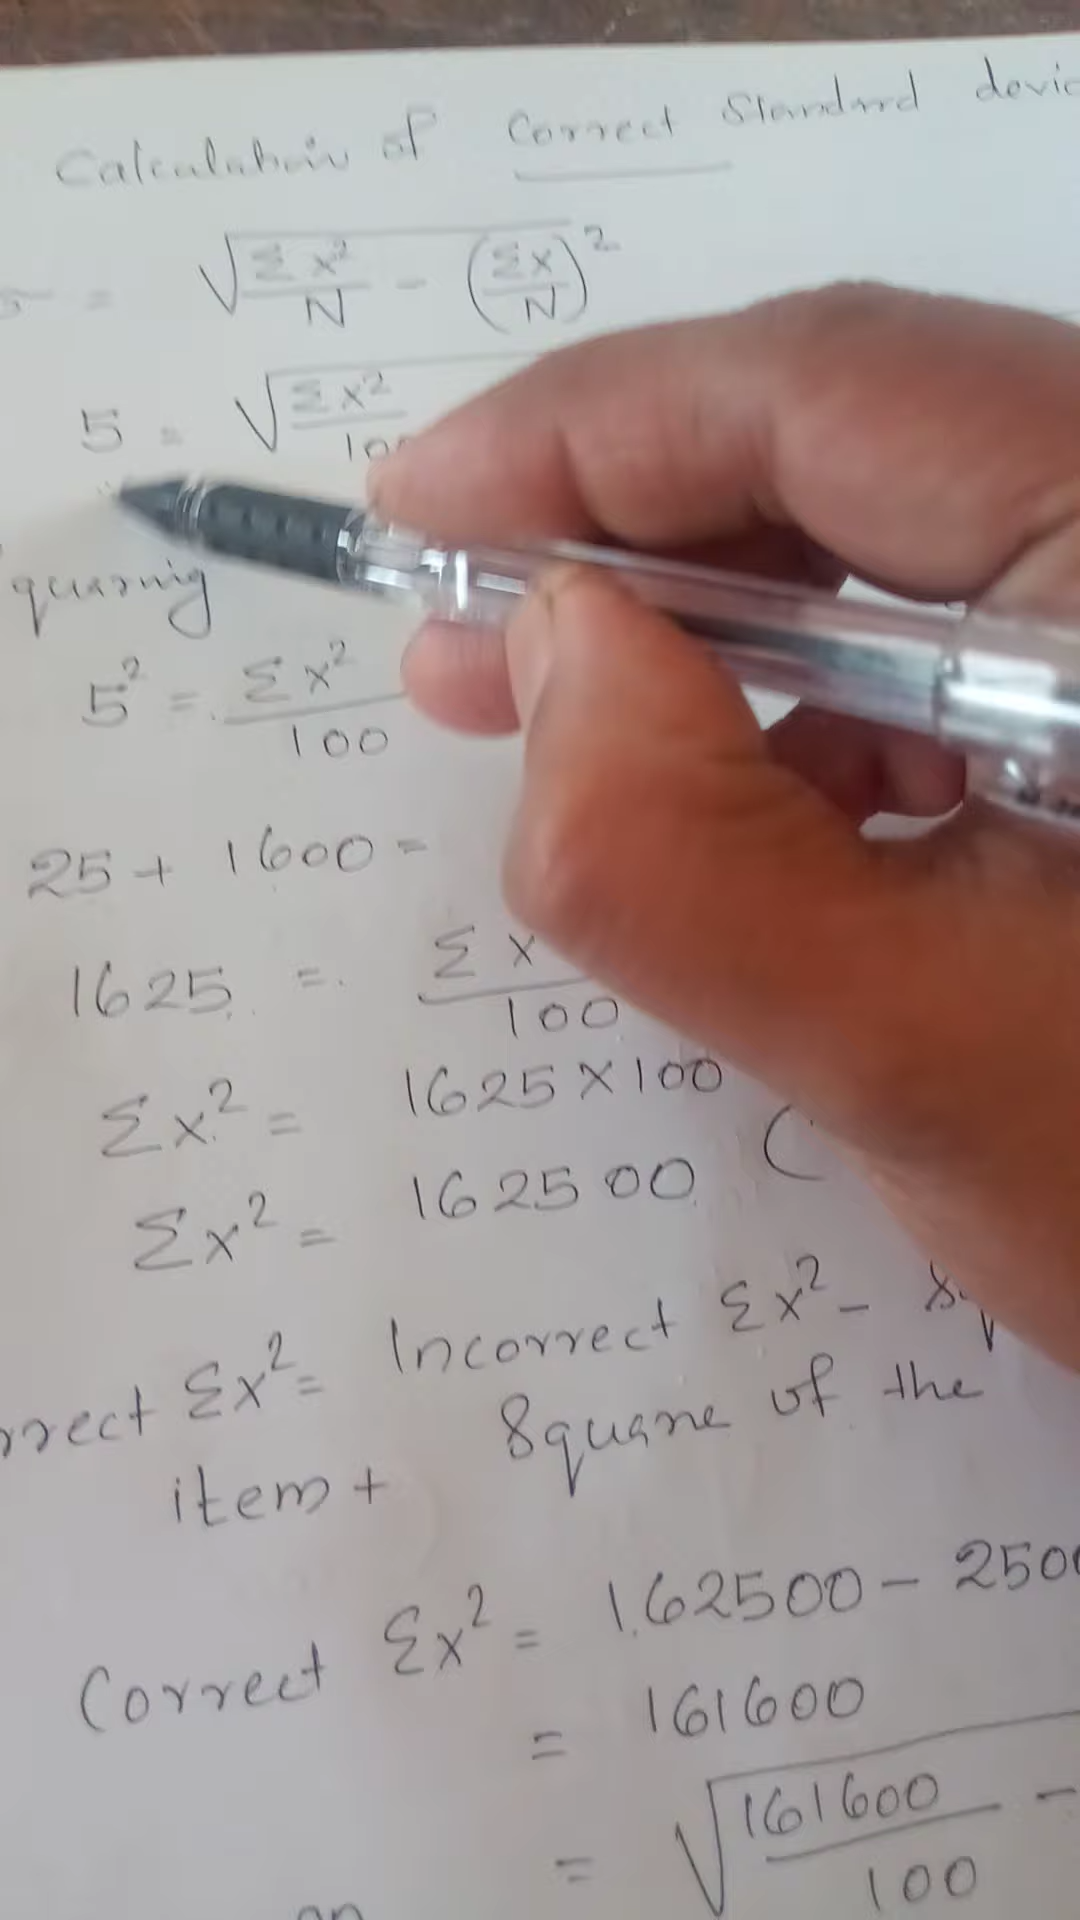 Calculation of Correct Standard devia
σ = √ Σx²/N - (Σx/N)²
5 = √ Σx²/10
quaring
5² = Σx²/100
25 + 1600 =
1625 = Σx/100
Σx² = 1625 X 100
Σx² = 162500 (
rrect Σx² = Incorrect Σx² -
item + Square of the
Correct Σx² = 162500 - 2500
= 161600
= √ 161600/100 -